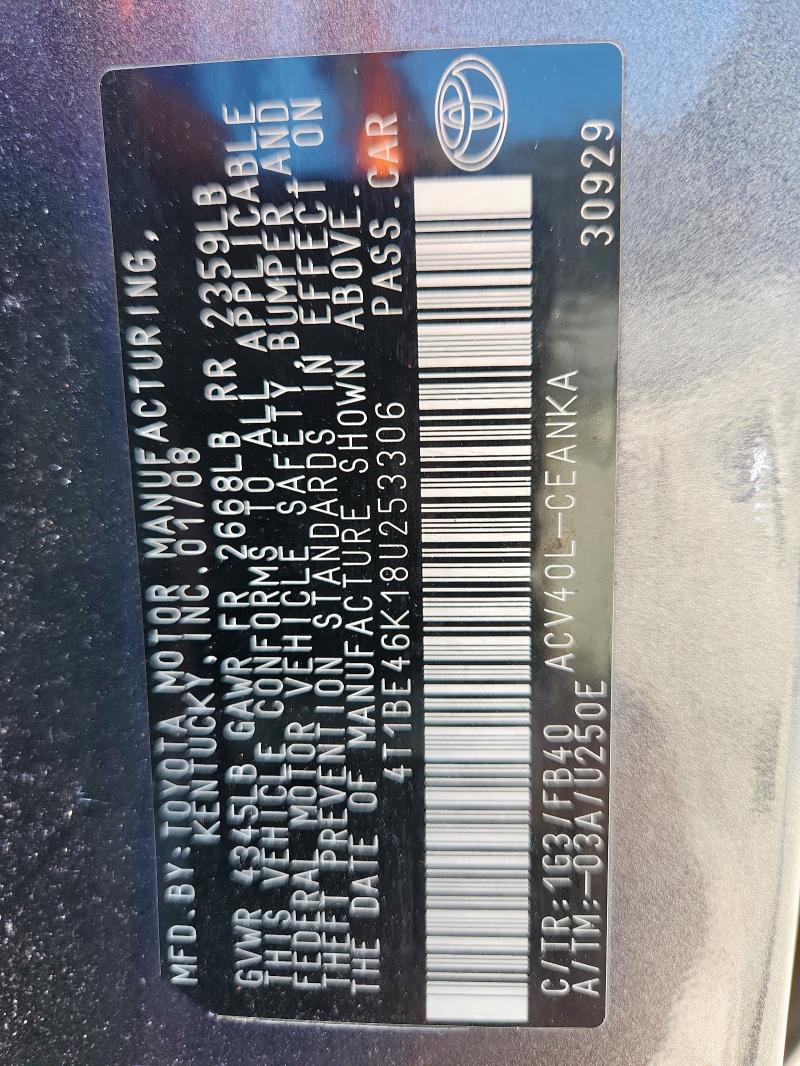 MFD.BY:TOYOTA MOTOR MANUFACTURING,
KENTUCKY, INC.01/08
GVWR 4345LB GAWR FR 2668LB RR 2359LB
THIS VEHICLE CONFORMS TO ALL APPLICABLE
FEDERAL MOTOR VEHICLE SAFETY, BUMPER AND
THEFT PREVENTION STANDARDS IN EFFECT ON
THE DATE OF MANUFACTURE SHOWN ABOVE.
4T1BE46K18U253306 PASS.CAR
C/TR:1G3/FB40 ACV40L-CEANKA
A/TM:-03A/U250E 30929